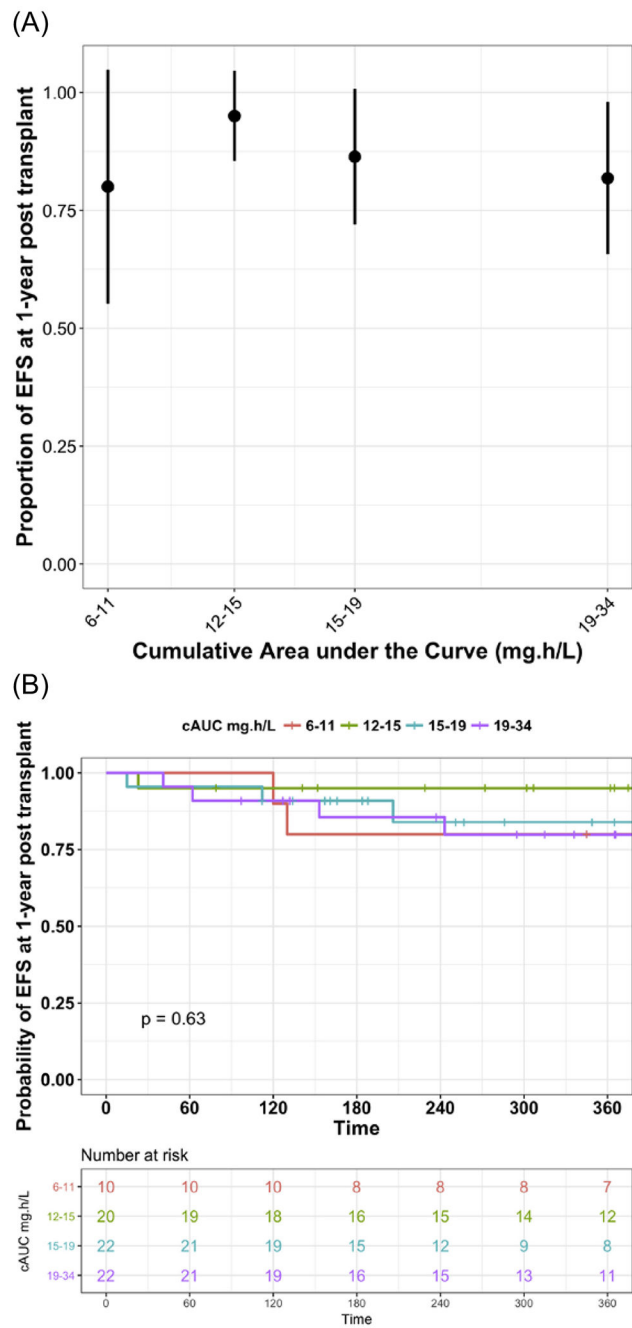 (A)
Proportion of EFS at 1-year post transplant
1.00
0.75
0.50
0.25
0.00
6-11 12-15 15-19 19-34
Cumulative Area under the Curve (mg.h/L)
(B)
cAUC mg.h/L 6-11 12-15 15-19 19-34
Probability of EFS at 1-year post transplant
1.00
0.75
0.50
0.25
0.00
p = 0.63
0 60 120 180 240 300 360
Time
Number at risk
cAUC mg.h/L
6-11 10 10 10 8 8 8 7
12-15 20 19 18 16 15 14 12
15-19 22 21 19 15 12 9 8
19-34 22 21 19 16 15 13 11
0 60 120 180 240 300 360
Time